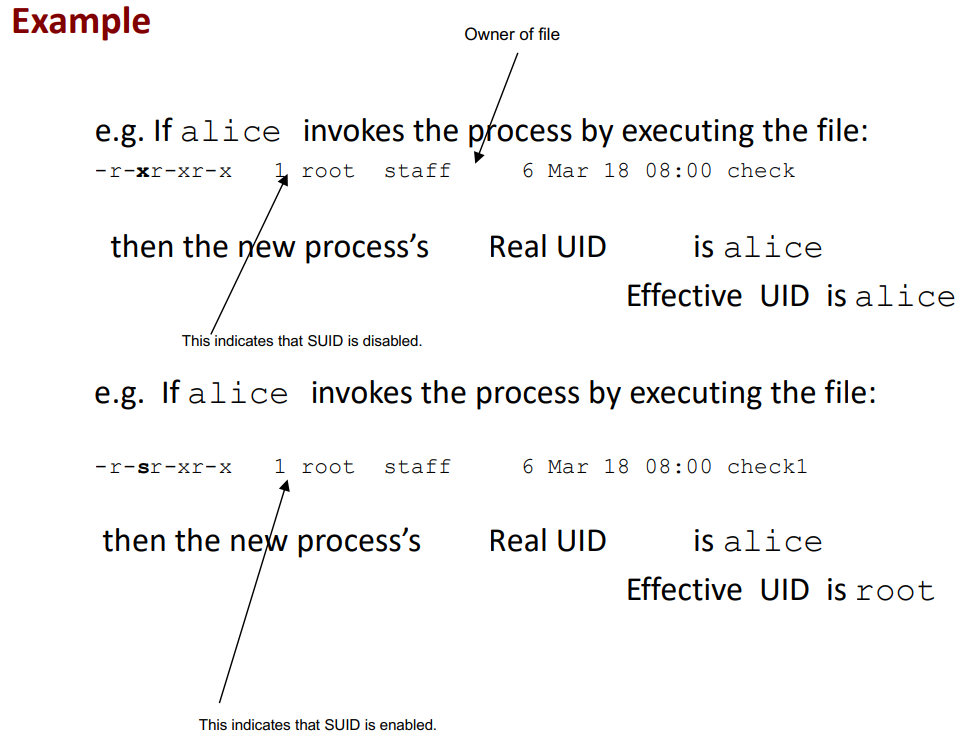 Example
Owner of file
e.g. If alice invokes the process by executing the file:
-r-xr-xr-x 1 root staff 6 Mar 18 08:00 check
then the new process’s Real UID is alice
Effective UID is alice
This indicates that SUID is disabled.
e.g. If alice invokes the process by executing the file:
-r-sr-xr-x 1 root staff 6 Mar 18 08:00 check1
then the new process’s Real UID is alice
Effective UID is root
This indicates that SUID is enabled.